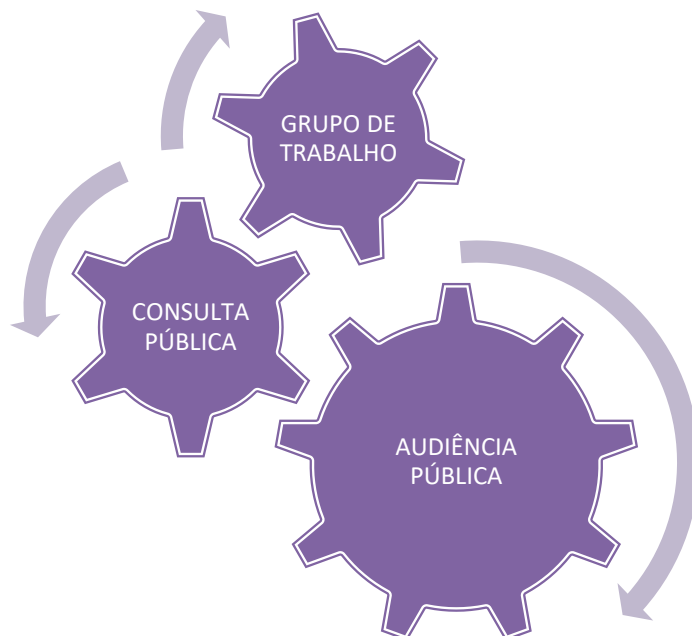 GRUPO DE
TRABALHO
CONSULTA
PÚBLICA
AUDIÊNCIA
PÚBLICA